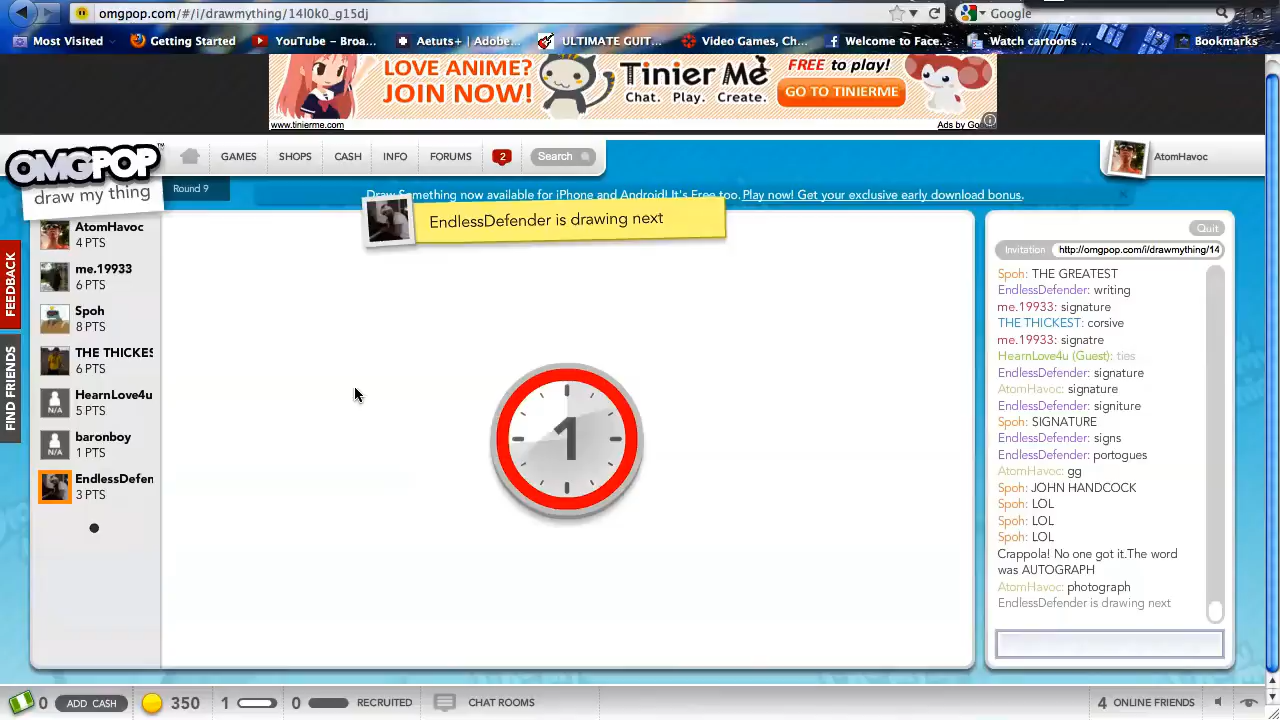 omgpop.com/#/i/drawmything/14l0k0_g15dj
Google
Most Visited
Getting Started
YouTube – Broa...
Aetuts+ | Adobe...
ULTIMATE GUIT...
Video Games, Ch...
Welcome to Face...
Watch cartoons ...
Bookmarks
LOVE ANIME?
JOIN NOW!
Tinier Me
Chat. Play. Create.
FREE to play!
GO TO TINIERME
www.tinierme.com
Ads by Go
OMGPOP
draw my thing
GAMES
SHOPS
CASH
INFO
FORUMS
2
Search
AtomHavoc
Round 9
Draw Something now available for iPhone and Android! It's Free too. Play now! Get your exclusive early download bonus.
EndlessDefender is drawing next
FEEDBACK
FIND FRIENDS
AtomHavoc
4 PTS
me.19933
6 PTS
Spoh
8 PTS
THE THICKES
6 PTS
N/A
HearnLove4u
5 PTS
N/A
baronboy
1 PTS
EndlessDefen
3 PTS
1
Quit
Invitation http://omgpop.com/i/drawmything/14
Spoh: THE GREATEST
EndlessDefender: writing
me.19933: signature
THE THICKEST: corsive
me.19933: signatre
HearnLove4u (Guest): ties
EndlessDefender: signature
AtomHavoc: signature
EndlessDefender: signiture
Spoh: SIGNATURE
EndlessDefender: signs
EndlessDefender: portogues
AtomHavoc: gg
Spoh: JOHN HANDCOCK
Spoh: LOL
Spoh: LOL
Spoh: LOL
Crappola! No one got it.The word
was AUTOGRAPH
AtomHavoc: photograph
EndlessDefender is drawing next
0
ADD CASH
350
1
0
RECRUITED
CHAT ROOMS
4 ONLINE FRIENDS